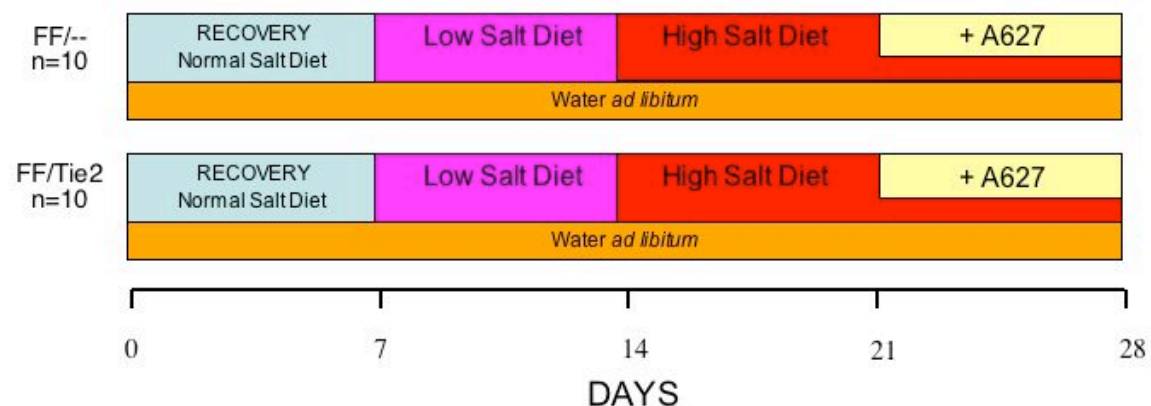 FF/--
n=10
RECOVERY
Normal Salt Diet
Low Salt Diet
High Salt Diet
+ A627
Water ad libitum
FF/Tie2
n=10
RECOVERY
Normal Salt Diet
Low Salt Diet
High Salt Diet
+ A627
Water ad libitum
0 7 14 21 28
DAYS